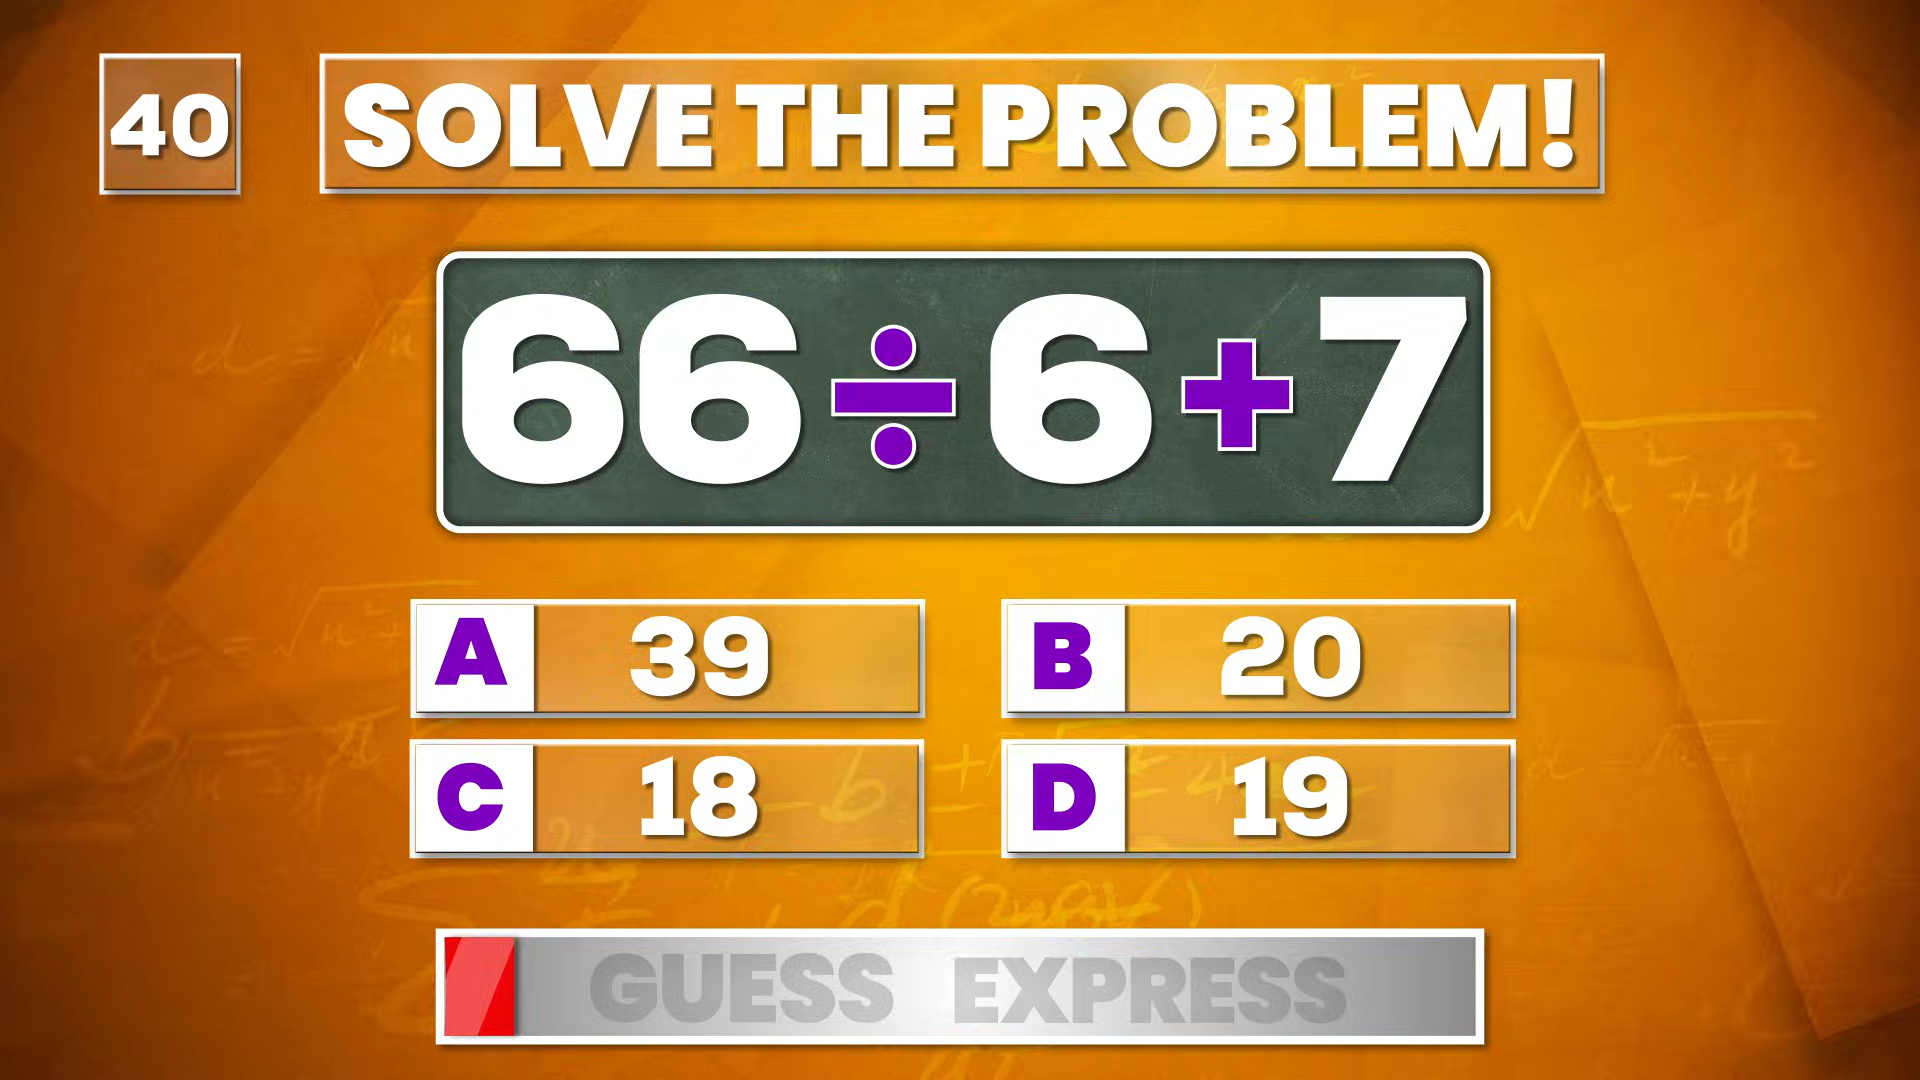 40
SOLVE THE PROBLEM!
66÷6+7
A 39
B 20
C 18
D 19
GUESS EXPRESS